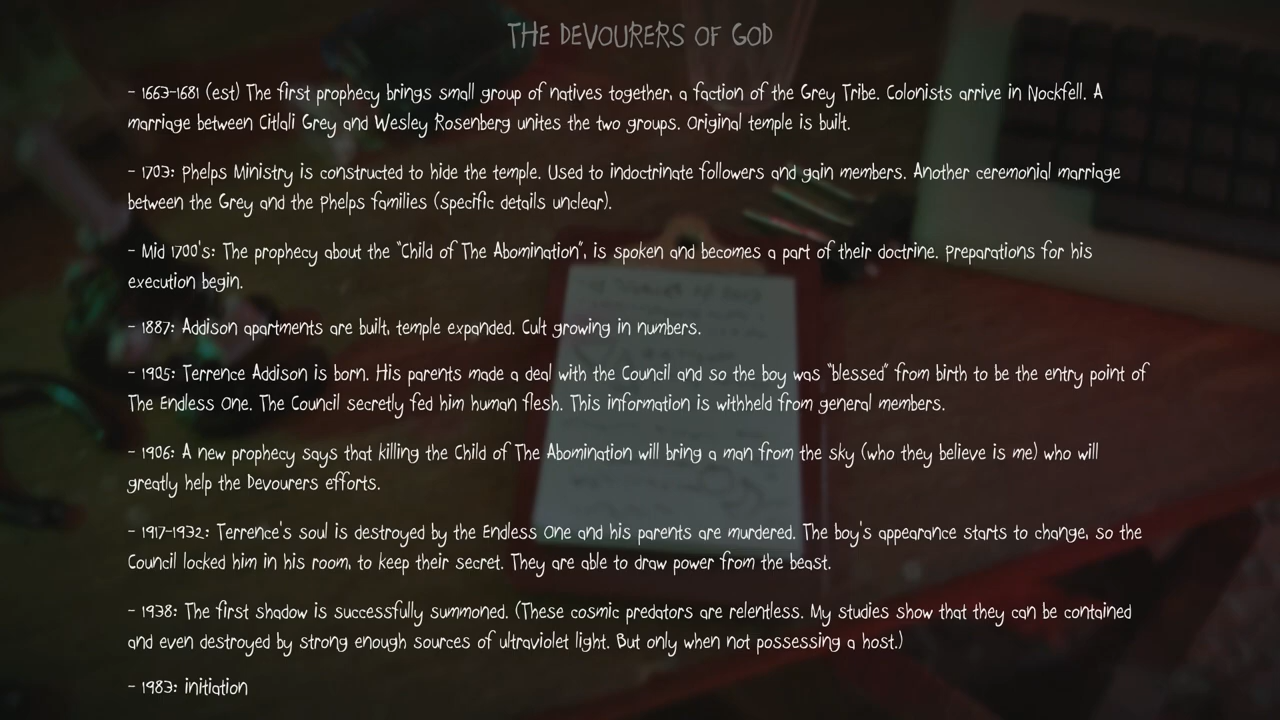 THE DEVOURERS OF GOD
- 1663-1681 (est) The first prophecy brings small group of natives together, a faction of the Grey Tribe. Colonists arrive in Nockfell. A
marriage between Citlali Grey and Wesley Rosenberg unites the two groups. Original temple is built.
- 1703: Phelps Ministry is constructed to hide the temple. Used to indoctrinate followers and gain members. Another ceremonial marriage
between the Grey and the Phelps families (specific details unclear).
- Mid 1700's: The prophecy about the "Child of The Abomination", is spoken and becomes a part of their doctrine. Preparations for his
execution begin.
- 1887: Addison apartments are built, temple expanded. Cult growing in numbers.
- 1905: Terrence Addison is born. His parents made a deal with the Council and so the boy was "blessed" from birth to be the entry point of
The Endless One. The Council secretly fed him human flesh. This information is withheld from general members.
- 1906: A new prophecy says that killing the Child of The Abomination will bring a man from the sky (who they believe is me) who will
greatly help the Devourers efforts.
- 1917-1932: Terrence's soul is destroyed by the Endless One and his parents are murdered. The boy's appearance starts to change, so the
Council locked him in his room, to keep their secret. They are able to draw power from the beast.
- 1938: The first shadow is successfully summoned. (These cosmic predators are relentless. My studies show that they can be contained
and even destroyed by strong enough sources of ultraviolet light. But only when not possessing a host.)
- 1983: initiation